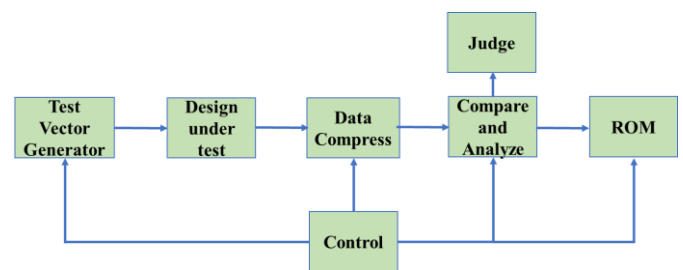 Judge
Test
Vector
Generator
Design
under
test
Data
Compress
Compare
and
Analyze
ROM
Control